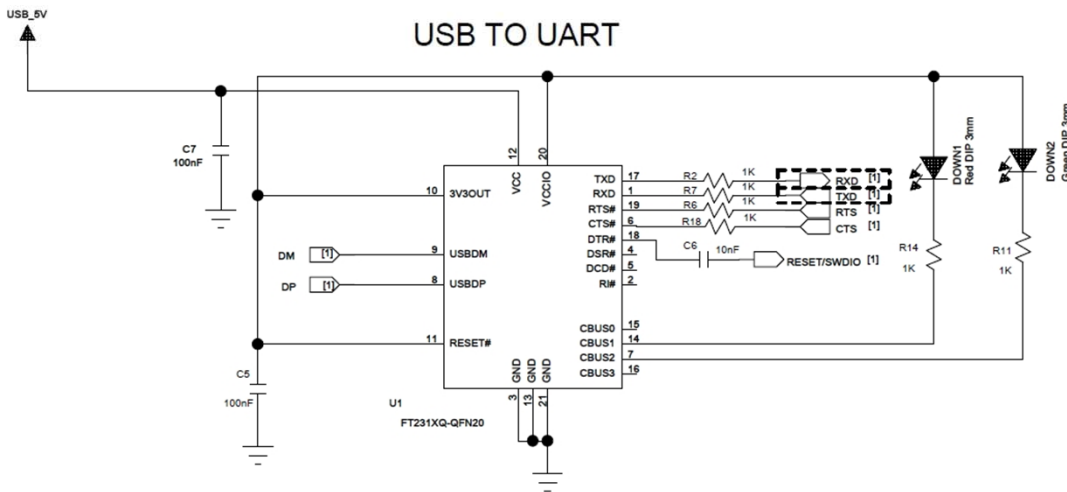 USB_5V
USB TO UART
C7
100nF
12
VCC
20
VCCIO
10 3V3OUT
DM [1] 9 USBDM
DP [1] 8 USBDP
11 RESET#
C5
100nF
U1
FT231XQ-QFN20
GND 3
GND 13
GND 21
TXD 17 R2 1K RXD [1]
RXD 1 R7 1K TXD [1]
RTS# 19 R6 1K RTS [1]
CTS# 6 R18 1K CTS [1]
DTR# 18 C6 10nF RESET/SWDIO [1]
DSR# 4
DCD# 5
RI# 2
CBUS0 15
CBUS1 14
CBUS2 7
CBUS3 16
DOWN1
Red DIP 3mm
R14
1K
DOWN2
Green DIP 3mm
R11
1K